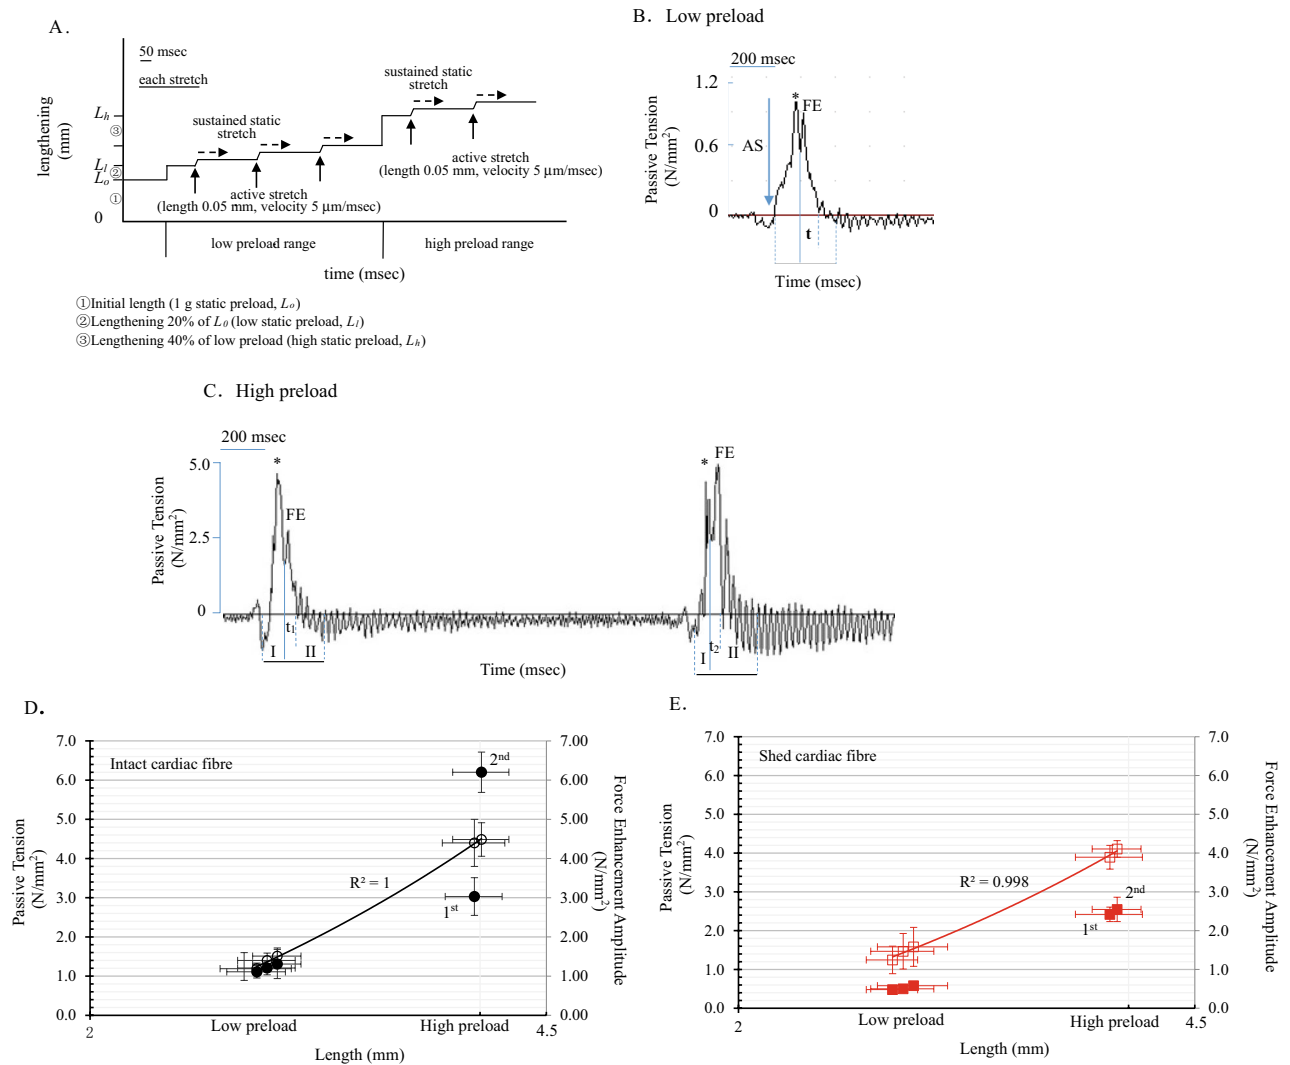 A.
50 msec
each stretch
sustained static
stretch
sustained static
stretch
lengthening
(mm)
Lh
③
Ll
②
Lo
①
0
active stretch
(length 0.05 mm, velocity 5 µm/msec)
active stretch
(length 0.05 mm, velocity 5 µm/msec)
low preload range
high preload range
time (msec)
①Initial length (1 g static preload, Lo)
②Lengthening 20% of L0 (low static preload, Ll)
③Lengthening 40% of low preload (high static preload, Lh)
B. Low preload
200 msec
1.2
0.6
0
Passive Tension
(N/mm2)
* FE
AS
t
Time (msec)
C. High preload
200 msec
5.0
2.5
0
Passive Tension
(N/mm2)
*
FE
t1
I II
* FE
t2
I II
Time (msec)
D.
7.0
6.0
5.0
4.0
3.0
2.0
1.0
0.0
Passive Tension
(N/mm2)
Intact cardiac fibre
2nd
R2 = 1
1st
7.00
6.00
5.00
4.00
3.00
2.00
1.00
0.00
Force Enhancement Amplitude
(N/mm2)
2
Low preload
High preload
4.5
Length (mm)
E.
7.0
6.0
5.0
4.0
3.0
2.0
1.0
0.0
Passive Tension
(N/mm2)
Shed cardiac fibre
R2 = 0.998
2nd
1st
7.0
6.0
5.0
4.0
3.0
2.0
1.0
0.0
Force Enhancement Amplitude
(N/mm2)
2
Low preload
High preload
4.5
Length (mm)